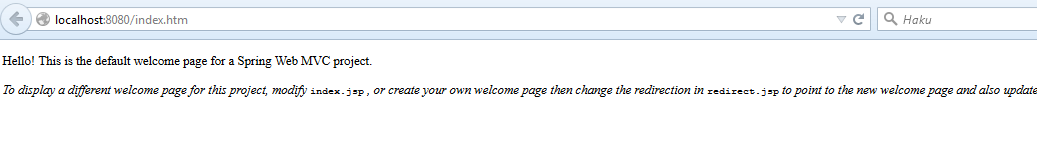 localhost:8080/index.htm
Haku
Hello! This is the default welcome page for a Spring Web MVC project.
To display a different welcome page for this project, modify index.jsp , or create your own welcome page then change the redirection in redirect.jsp to point to the new welcome page and also update